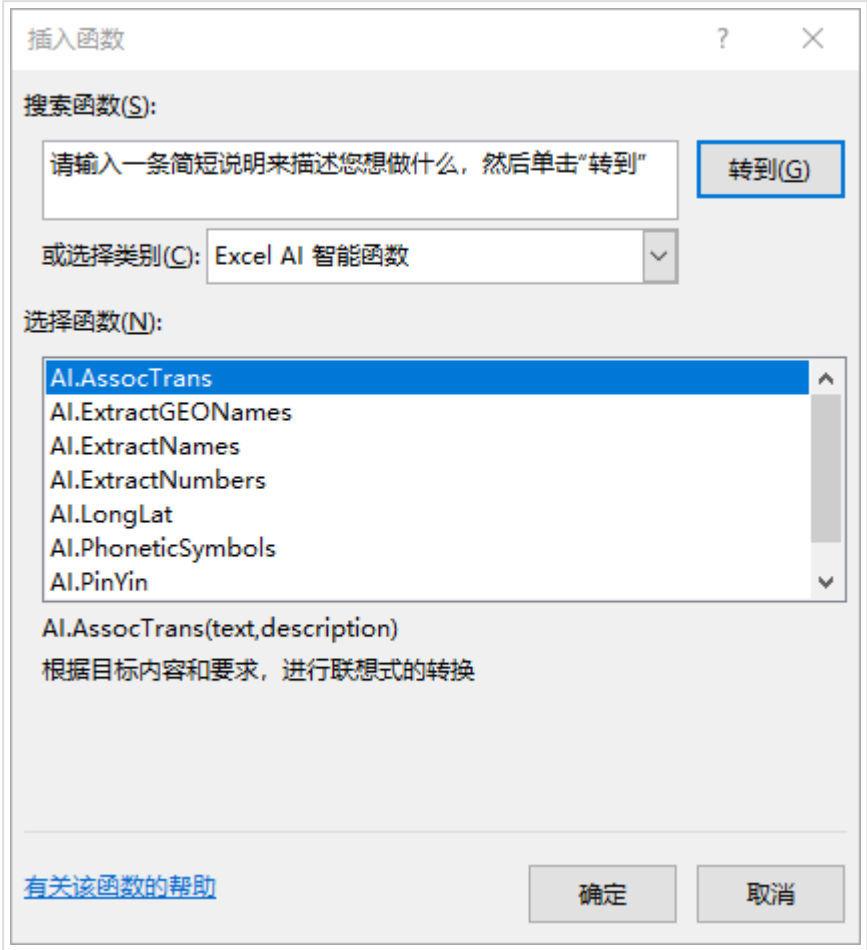 插入函数
?
搜索函数(S):
请输入一条简短说明来描述您想做什么，然后单击“转到”
转到(G)
或选择类别(C): Excel AI 智能函数
选择函数(N):
AI.AssocTrans
AI.ExtractGEONames
AI.ExtractNames
AI.ExtractNumbers
AI.LongLat
AI.PhoneticSymbols
AI.PinYin
AI.AssocTrans(text,description)
根据目标内容和要求，进行联想式的转换
有关该函数的帮助
确定
取消